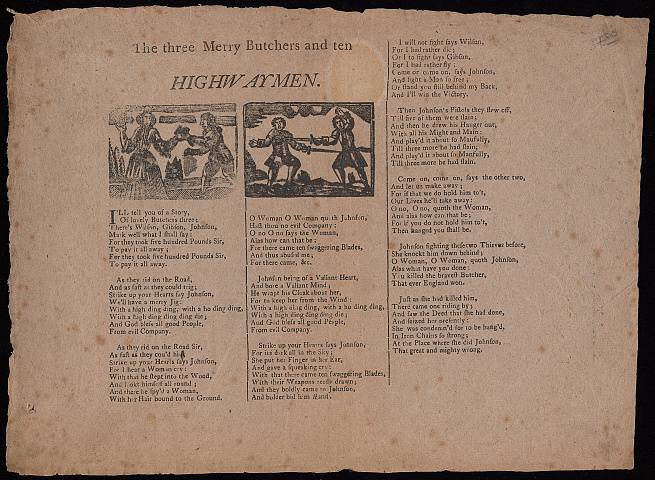 The three Merry Butchers and ten
HIGHWAYMEN.
I'LL tell you of a Story,
Of lovely Butchers three;
There's Wilson, Gibson, Johnson,
Mark well what I shall say:
For they took five hundred Pounds Sir,
To pay it all away;
For they took five hundred Pounds Sir,
To pay it all away.
As they rid on the Road,
And as fast as they could trig;
Strike up your Hearts say Johnson,
We'll have a merry Jig:
With a high ding ding, with a ho ding ding,
With a high ding ding ding die;
And God bless all good People,
From evil Company.
As they rid on the Road Sir,
As fast as they cou'd hie
Strike up your Hearts says Johnson,
For I hear a Woman cry:
With that he stept into the Wood,
And lookt himself all round;
And there he spy'd a Woman,
With her Hair bound to the Ground.
O Woman O Woman quoth Johnson,
Hast thou no evil Company:
O no O no says the Woman,
Alas how can that be:
For there came ten swaggering Blades,
And thus abused me;
For there came, &c.
Johnson being of a Valiant Heart,
And bore a Valiant Mind;
He wrapt his Cloak about her,
For to keep her from the Wind:
With a high ding ding, with a ho ding ding,
With a high ding ding ding die;
And God bless all good People,
From evil Company.
Strike up your Hearts says Johnson,
For its dark all in the Sky;
She put her Finger in her Ear,
And gave a squeaking cry:
With that there came ten swaggering Blades,
With their Weapons ready drawn;
And they boldly came to Johnson,
And bolder bid him stand.
I will not fight says Wilson,
For I had rather die;
Or to fight says Gibson,
For I had rather fly:
Come or come on, says Johnson,
And fight a Man so free;
Or stand you still behind my Back,
And I'll win the Victory.
Then Johnson's Pistols they flew off,
Till five of them were slain;
And then he drew his Hanger out,
With all his Might and Main:
And play'd it about so Manfully,
Till three more he had slain;
And play'd it about so Manfully,
Till three more he had slain.
Come on, come on, says the other two,
And let us make away;
For if that we do hold him to't,
Our Lives he'll take away:
O no, O no, quoth the Woman,
And alas how can that be;
For if you do not hold him to't,
Then hanged you shall be.
Johnson fighting these two Thieves before,
She knockt him down behind;
O Woman, O Woman, quoth Johnson,
Alas what have you done:
You killed the bravest Butcher,
That ever England won.
Just as she had killed him,
There came one riding by;
And saw the Deed that she had done,
And seized her presently:
She was condemn'd for to be hang'd,
In Iron Chains so strong;
At the Place where she did Johnson,
That great and mighty wrong.